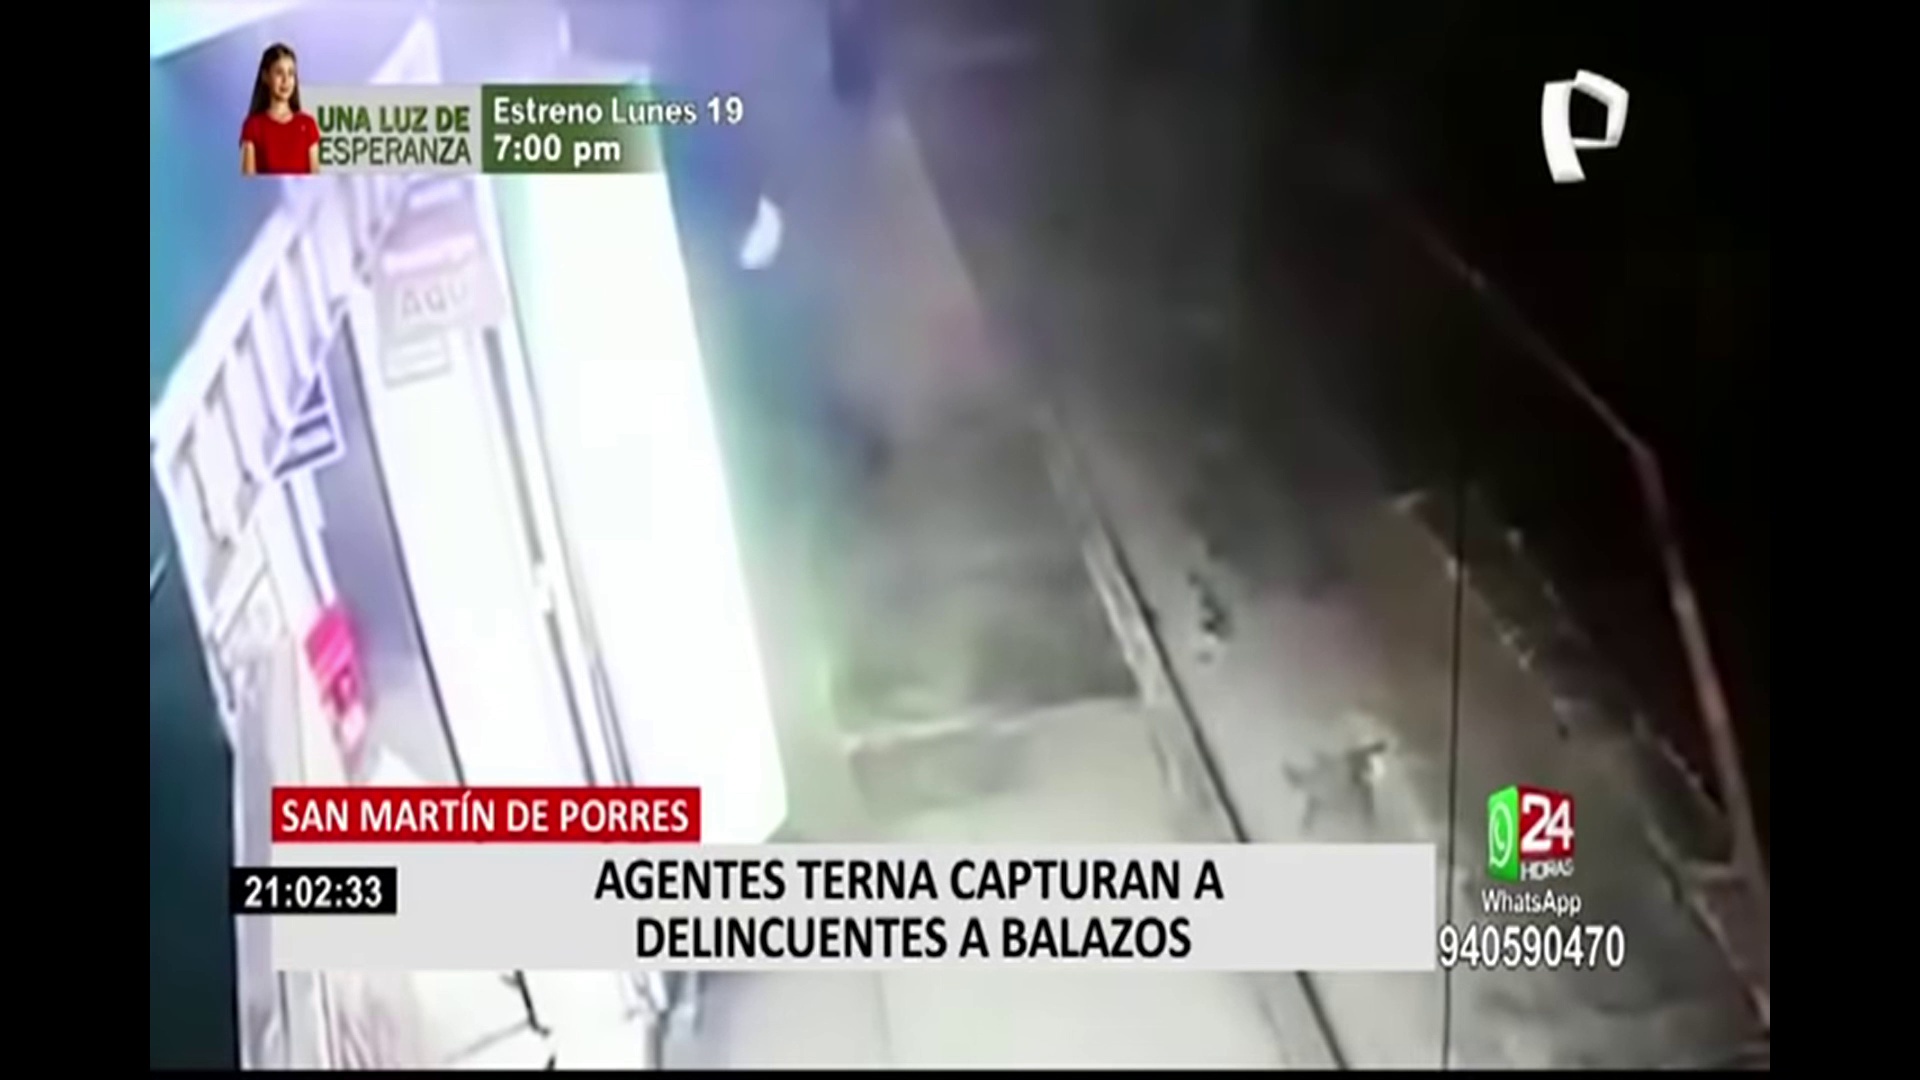 UNA LUZ DE
ESPERANZA
Estreno Lunes 19
7:00 pm
AQUÍ
SAN MARTÍN DE PORRES
21:02:33
AGENTES TERNA CAPTURAN A
DELINCUENTES A BALAZOS
24
HORAS
WhatsApp
940590470